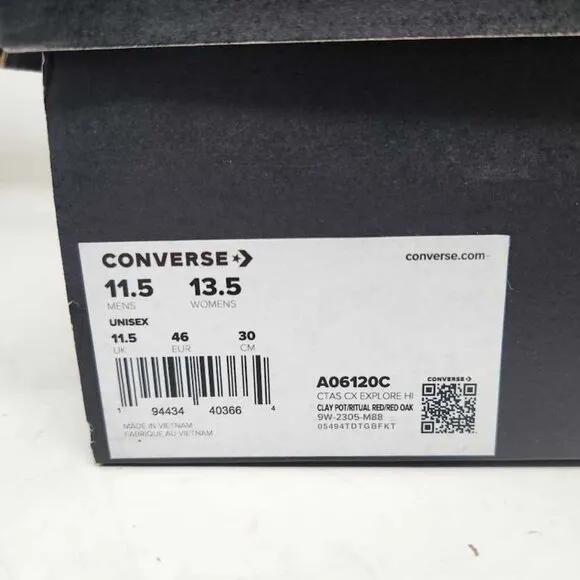 CONVERSE
converse.com
11.5 13.5
MENS WOMENS
UNISEX
11.5 46 30
UK EUR CM
1 94434 40366 4
MADE IN VIETNAM
FABRIQUE AU VIETNAM
A06120C
CTAS CX EXPLORE HI
CLAY POT/RITUAL RED/RED OAK
9W-2305-M88
05494TDTGBFKT
CONVERSE